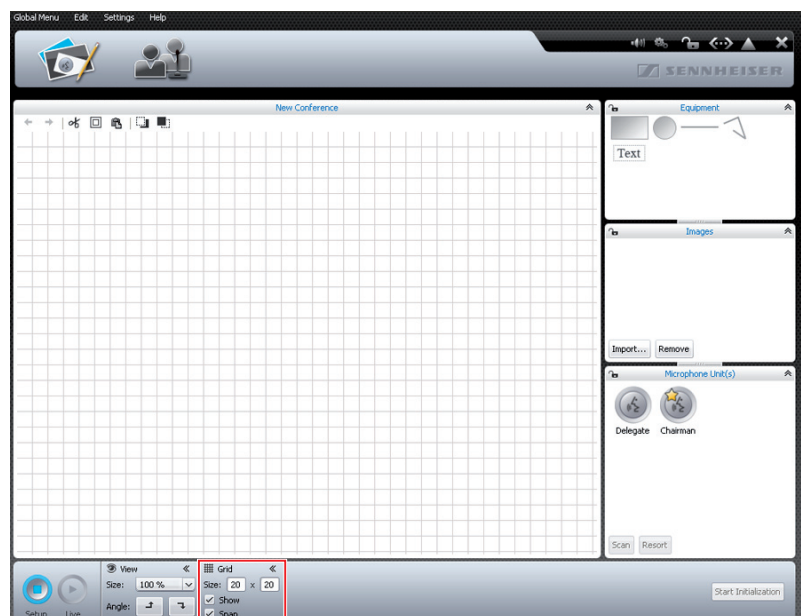 Global Menu Edit Settings Help
SENNHEISER
New Conference
Equipment
Text
Images
Import... Remove
Microphone Unit(s)
Delegate Chairman
Scan Resort
View
Size: 100 %
Angle:
Grid
Size: 20 x 20
Show
Snap
Setup Live
Start Initialization